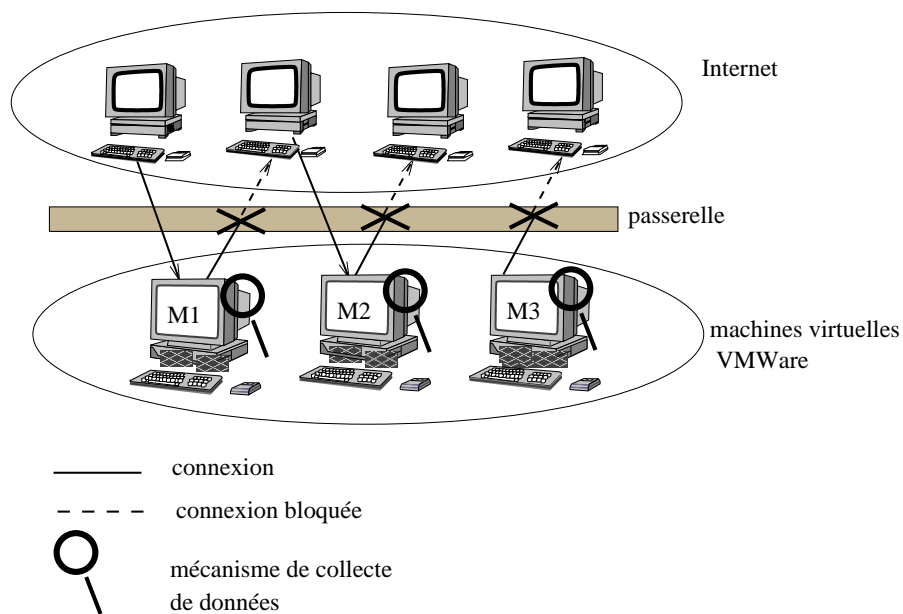 Internet
passerelle
M1
M2
M3
machines virtuelles
VMWare
connexion
connexion bloquée
mécanisme de collecte
de données